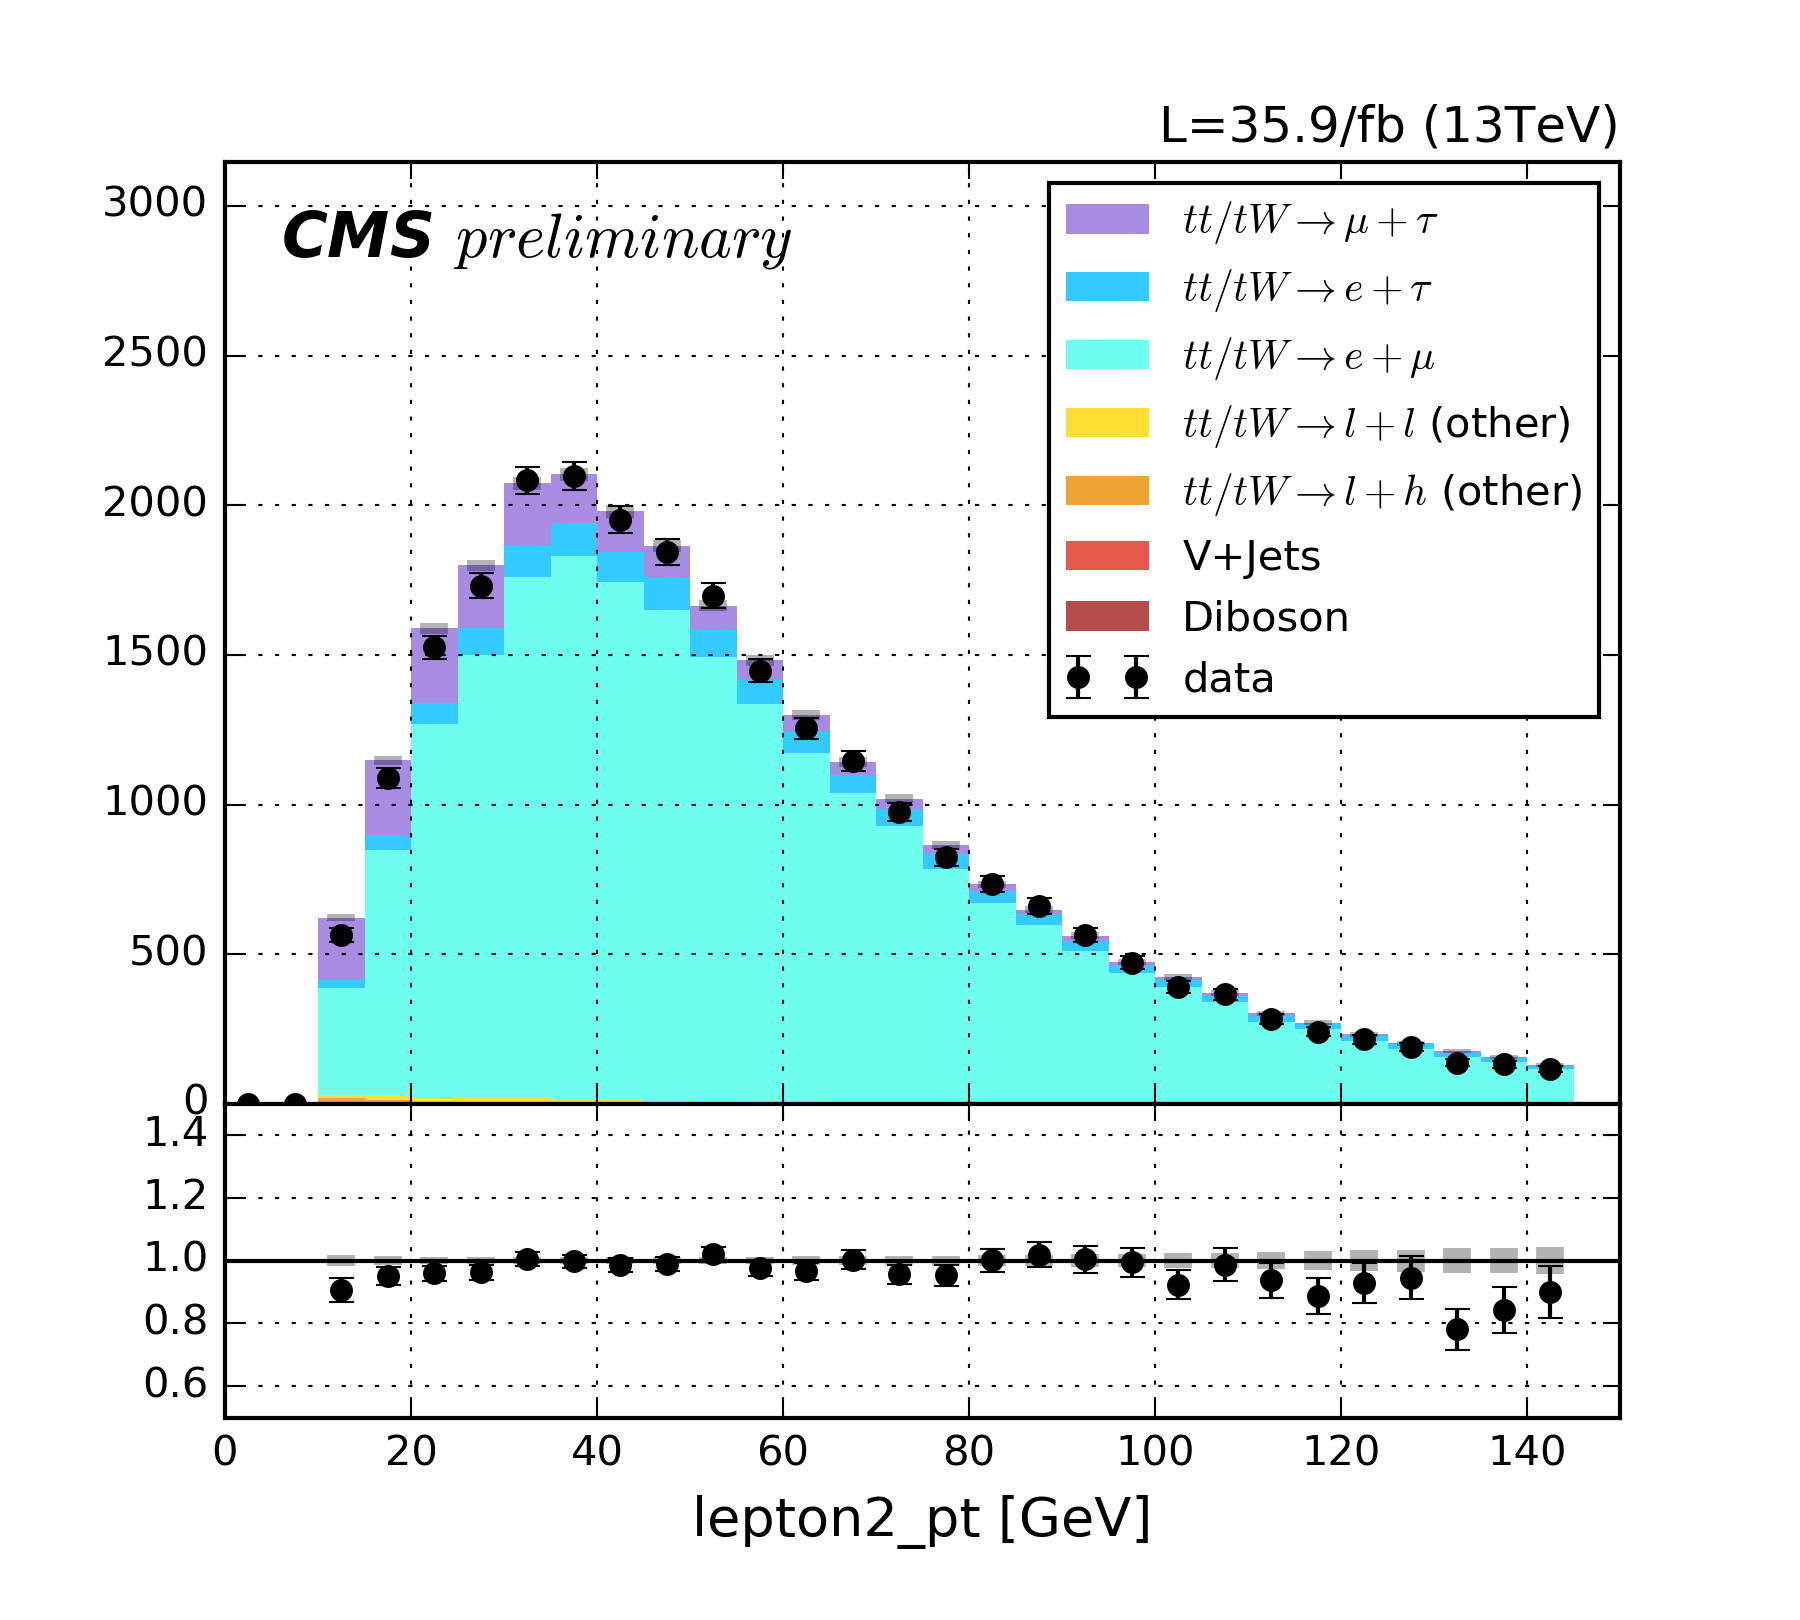 L=35.9/fb (13TeV)
CMS preliminary
3000
2500
2000
1500
1000
500
0
tt/tW→μ+τ
tt/tW→e+τ
tt/tW→e+μ
tt/tW→l+l (other)
tt/tW→l+h (other)
V+Jets
Diboson
data
1.4
1.2
1.0
0.8
0.6
0 20 40 60 80 100 120 140
lepton2_pt [GeV]